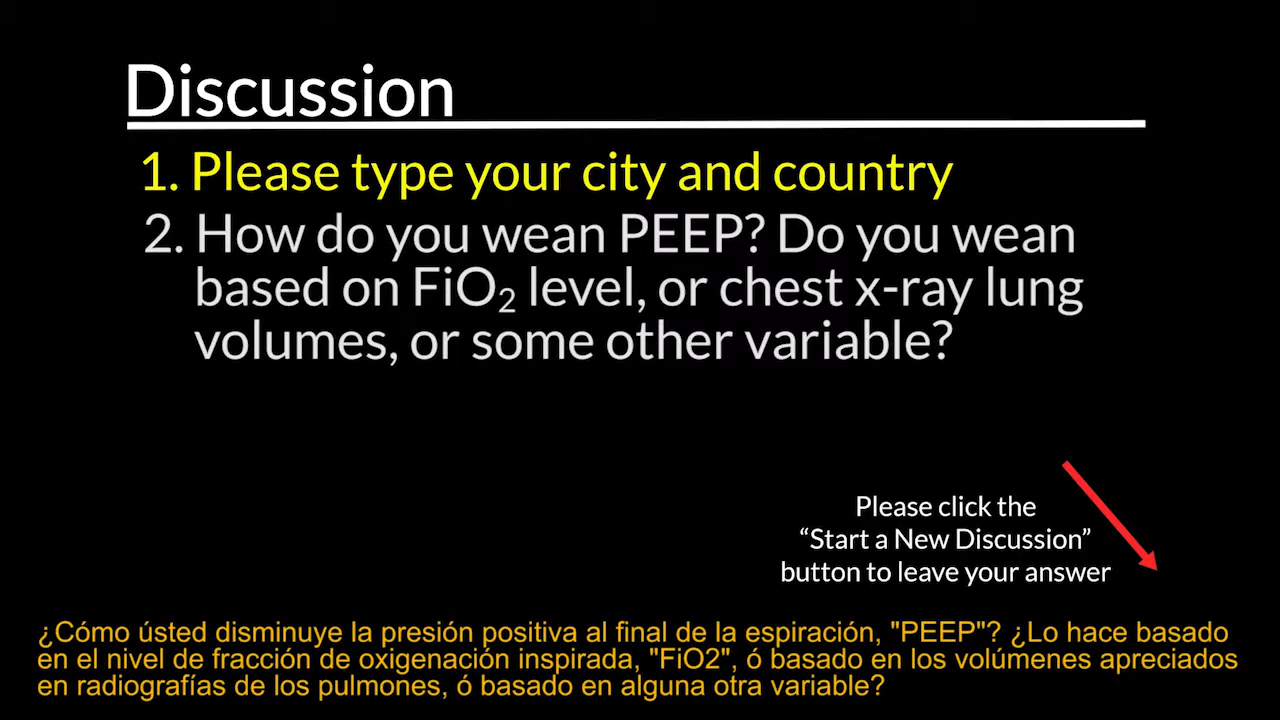 Discussion
1. Please type your city and country
2. How do you wean PEEP? Do you wean
based on FiO₂ level, or chest x-ray lung
volumes, or some other variable?
Please click the
“Start a New Discussion”
button to leave your answer
¿Cómo ústed disminuye la presión positiva al final de la espiración, "PEEP"? ¿Lo hace basado
en el nivel de fracción de oxigenación inspirada, "FiO2", ó basado en los volúmenes apreciados
en radiografías de los pulmones, ó basado en alguna otra variable?